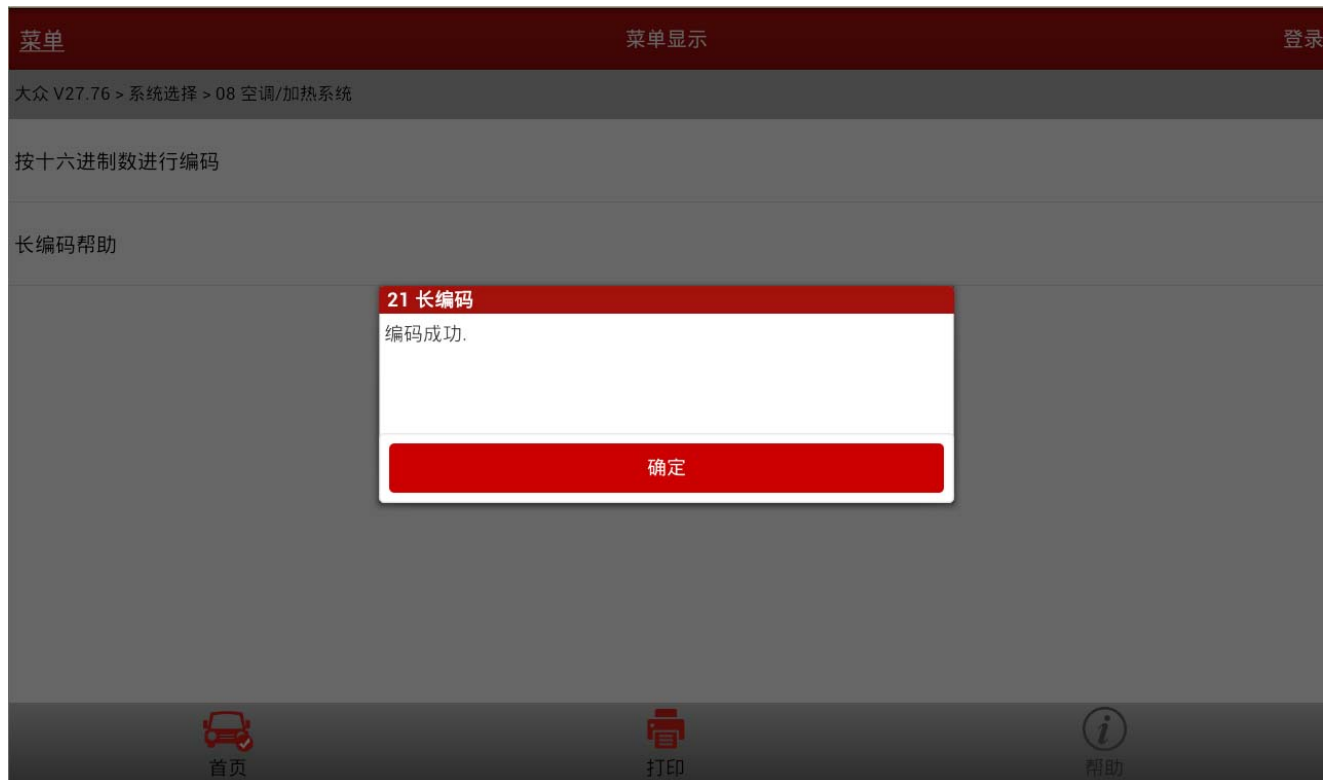 菜单
菜单显示
登录
大众 V27.76 > 系统选择 > 08 空调/加热系统
按十六进制数进行编码
长编码帮助
21 长编码
编码成功.
确定
首页
打印
帮助